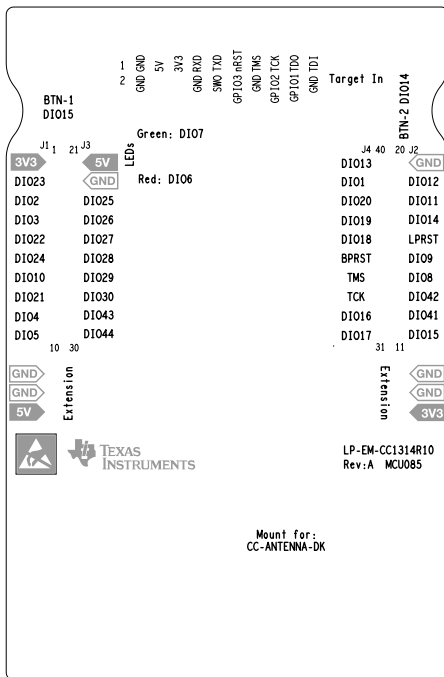 1 GND GND 5V 3V3 GND RXD SWO TXD GPIO3 nRST GND TMS GPIO2 TCK GPIO1 TDO GND TDI Target In
2
BTN-1
DIO15
BTN-2 DIO14
Green: DIO7
LEDs
Red: DIO6
J1 1 21 J3
J4 40 20 J2
3V3 5V DIO13 GND
DIO23 GND DIO1 DIO12
DIO2 DIO25 DIO20 DIO11
DIO3 DIO26 DIO19 DIO14
DIO22 DIO27 DIO18 LPRST
DIO24 DIO28 BPRST DIO9
DIO10 DIO29 TMS DIO8
DIO21 DIO30 TCK DIO42
DIO4 DIO43 DIO16 DIO41
DIO5 DIO44 DIO17 DIO15
10 30 31 11
GND GND
GND GND
5V 3V3
Extension
Extension
TEXAS
INSTRUMENTS
LP-EM-CC1314R10
Rev:A MCU085
Mount for:
CC-ANTENNA-DK